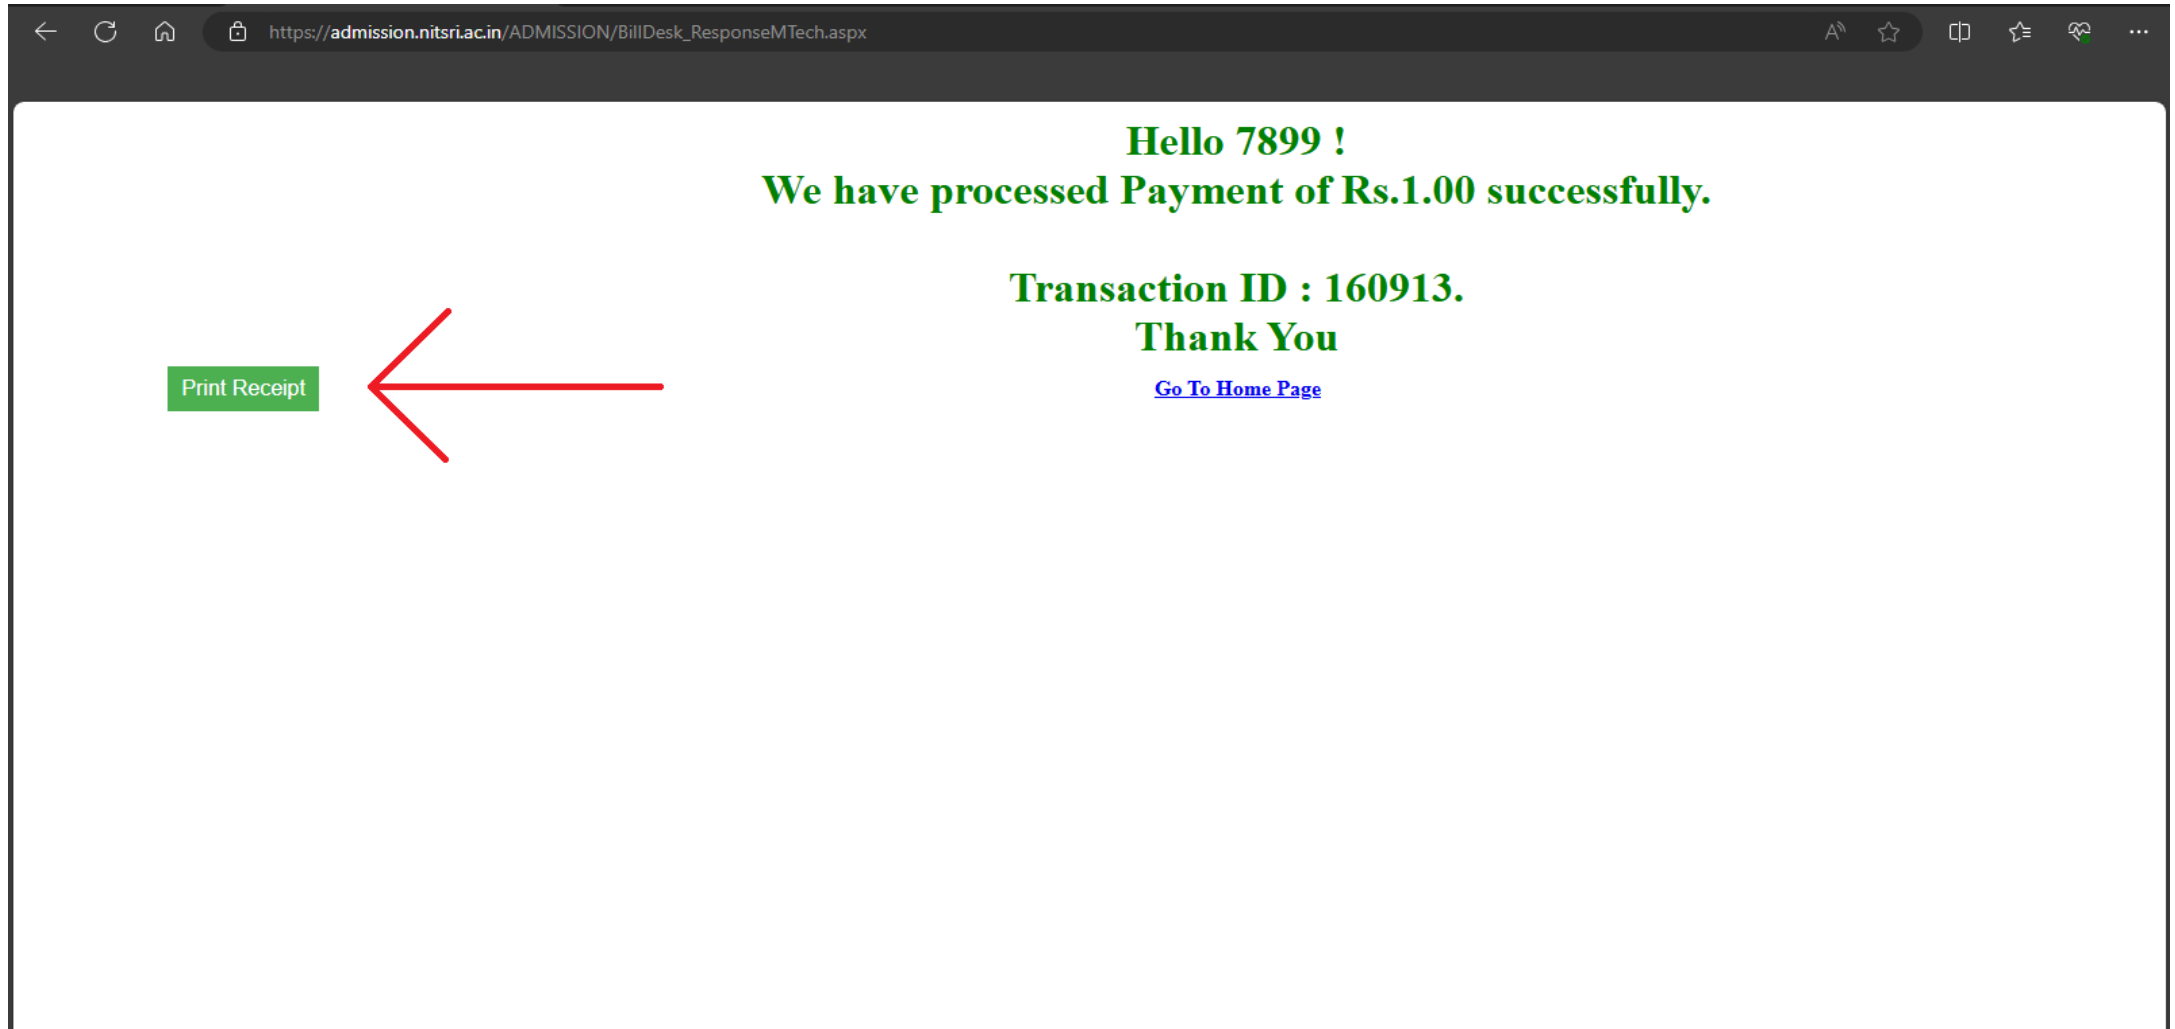 https://admission.nitsri.ac.in/ADMISSION/BillDesk_ResponseMTech.aspx
Hello 7899 !
We have processed Payment of Rs.1.00 successfully.
Transaction ID : 160913.
Thank You
Print Receipt
Go To Home Page